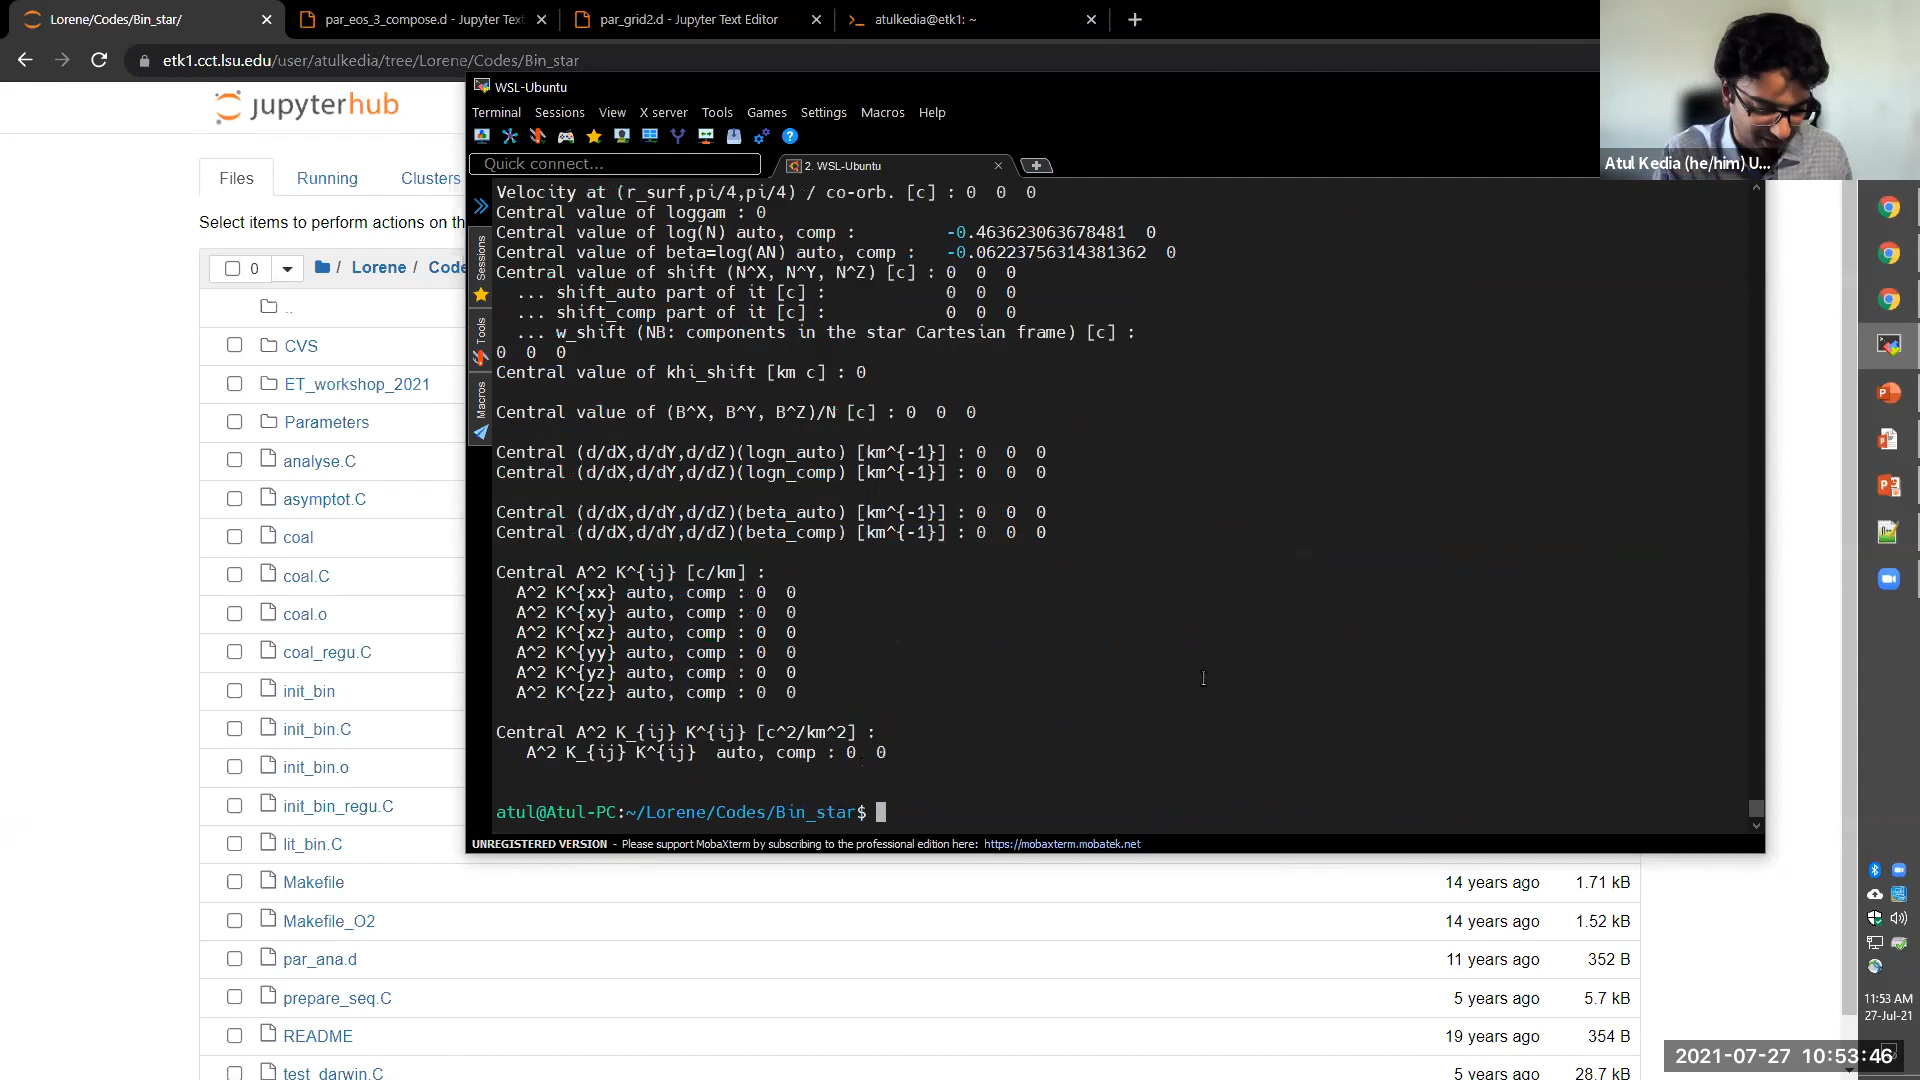 Lorene/Codes/Bin_star/
par_eos_3_compose.d - Jupyter Text
par_grid2.d - Jupyter Text Editor
atulkedia@etk1: ~
etk1.cct.lsu.edu/user/atulkedia/tree/Lorene/Codes/Bin_star
WSL-Ubuntu
jupyterhub
Terminal Sessions View X server Tools Games Settings Macros Help
Quick connect...
2. WSL-Ubuntu
Atul Kedia (he/him) U...
Files Running Clusters
Select items to perform actions on th
0 / Lorene / Code
..
CVS
ET_workshop_2021
Parameters
analyse.C
asymptot.C
coal
coal.C
coal.o
coal_regu.C
init_bin
init_bin.C
init_bin.o
init_bin_regu.C
lit_bin.C
Makefile 14 years ago 1.71 kB
Makefile_O2 14 years ago 1.52 kB
par_ana.d 11 years ago 352 B
prepare_seq.C 5 years ago 5.7 kB
README 19 years ago 354 B
test_darwin.C 5 years ago 28.7 kB
Sessions
Tools
Macros
Velocity at (r_surf,pi/4,pi/4) / co-orb. [c] : 0 0 0
Central value of loggam : 0
Central value of log(N) auto, comp : -0.463623063678481 0
Central value of beta=log(AN) auto, comp : -0.06223756314381362 0
Central value of shift (N^X, N^Y, N^Z) [c] : 0 0 0
... shift_auto part of it [c] : 0 0 0
... shift_comp part of it [c] : 0 0 0
... w_shift (NB: components in the star Cartesian frame) [c] :
0 0 0
Central value of khi_shift [km c] : 0
Central value of (B^X, B^Y, B^Z)/N [c] : 0 0 0
Central (d/dX,d/dY,d/dZ)(logn_auto) [km^{-1}] : 0 0 0
Central (d/dX,d/dY,d/dZ)(logn_comp) [km^{-1}] : 0 0 0
Central (d/dX,d/dY,d/dZ)(beta_auto) [km^{-1}] : 0 0 0
Central (d/dX,d/dY,d/dZ)(beta_comp) [km^{-1}] : 0 0 0
Central A^2 K^{ij} [c/km] :
A^2 K^{xx} auto, comp : 0 0
A^2 K^{xy} auto, comp : 0 0
A^2 K^{xz} auto, comp : 0 0
A^2 K^{yy} auto, comp : 0 0
A^2 K^{yz} auto, comp : 0 0
A^2 K^{zz} auto, comp : 0 0
Central A^2 K_{ij} K^{ij} [c^2/km^2] :
A^2 K_{ij} K^{ij} auto, comp : 0 0
atul@Atul-PC:~/Lorene/Codes/Bin_star$
UNREGISTERED VERSION - Please support MobaXterm by subscribing to the professional edition here: https://mobaxterm.mobatek.net
11:53 AM
27-Jul-21
2021-07-27 10:53:46